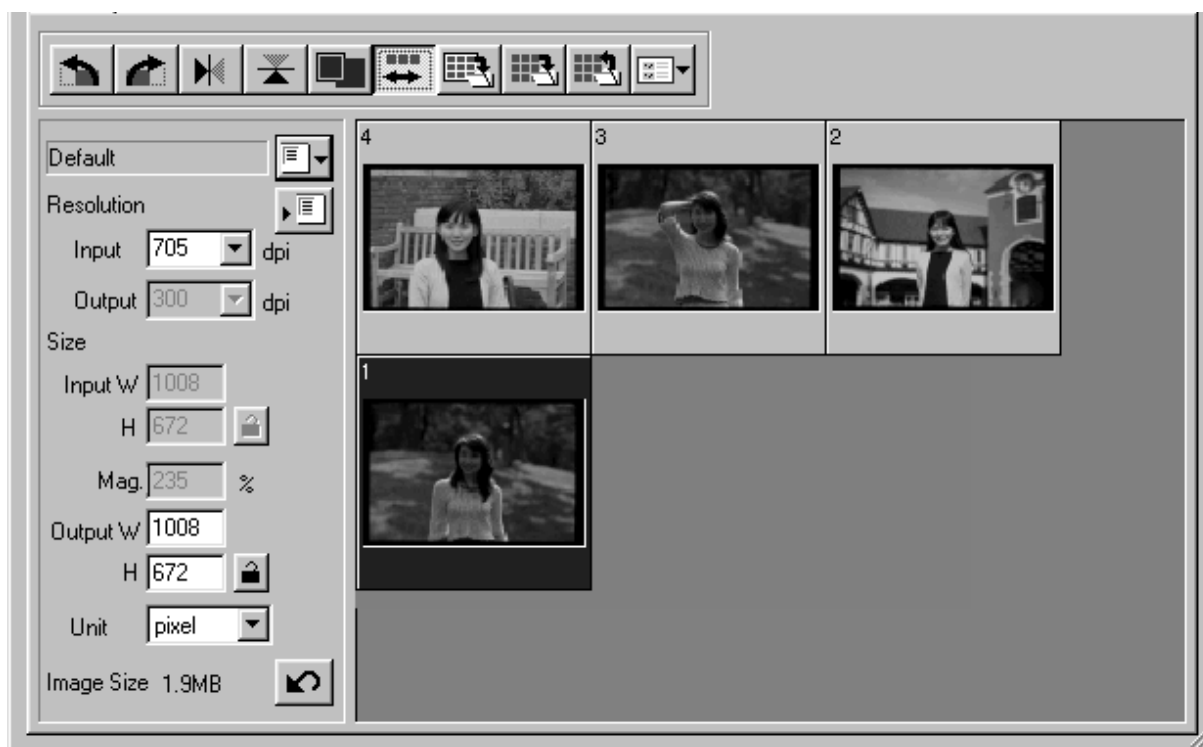 Default
Resolution
Input 705 dpi
Output 300 dpi
Size
Input W 1008
H 672
Mag. 235 %
Output W 1008
H 672
Unit pixel
Image Size 1.9MB
4 3 2
1